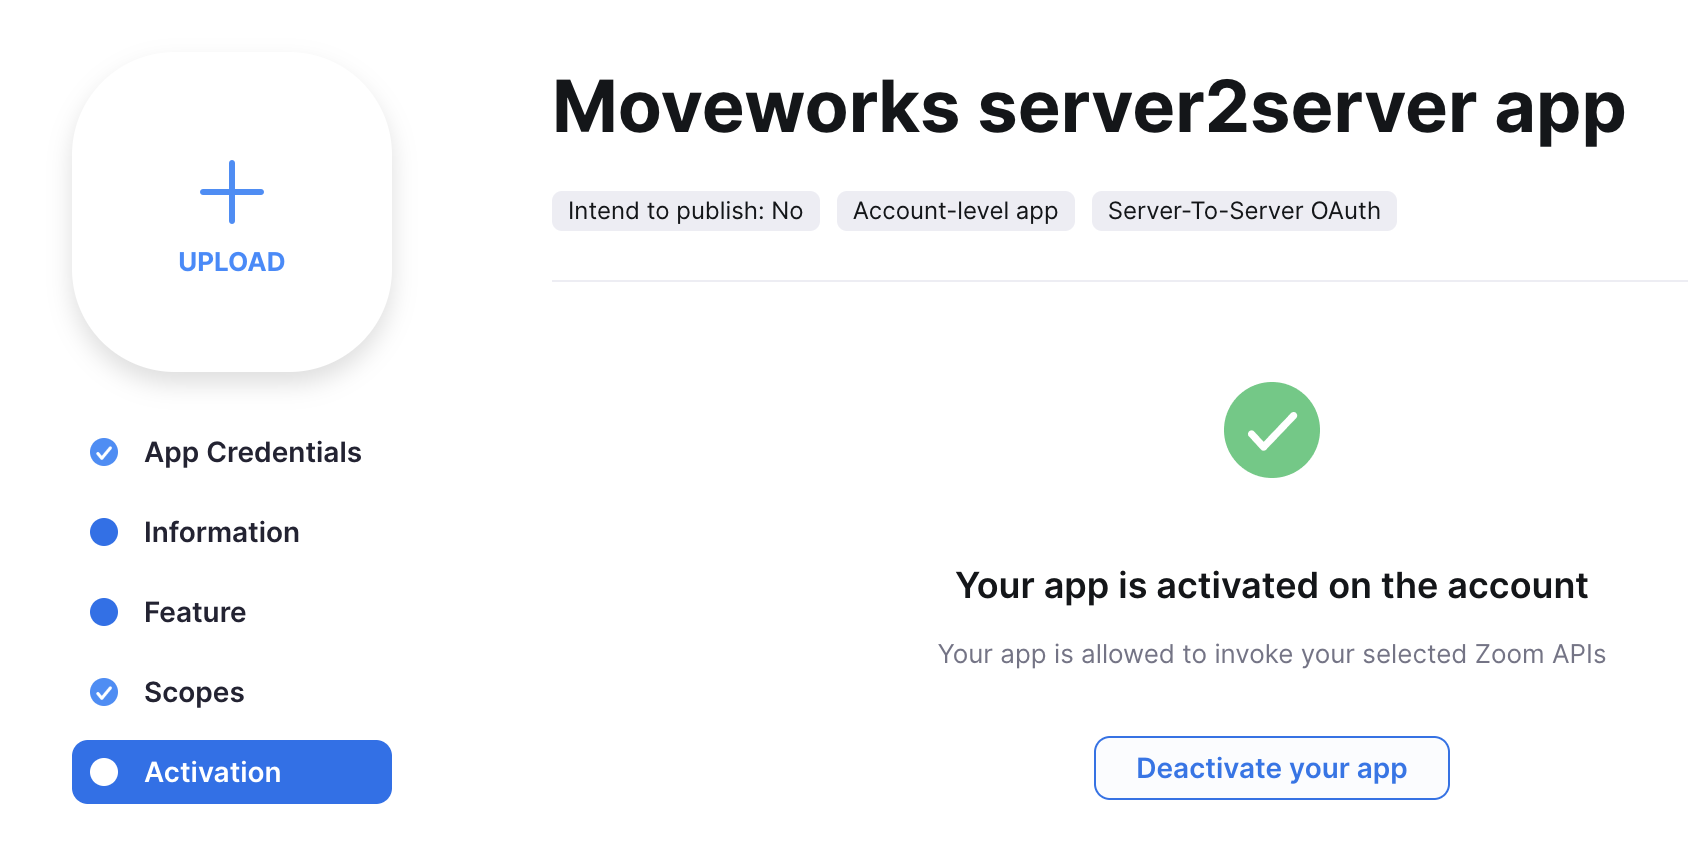 UPLOAD
App Credentials
Information
Feature
Scopes
Activation
Moveworks server2server app
Intend to publish: No
Account-level app
Server-To-Server OAuth
Your app is activated on the account
Your app is allowed to invoke your selected Zoom APIs
Deactivate your app